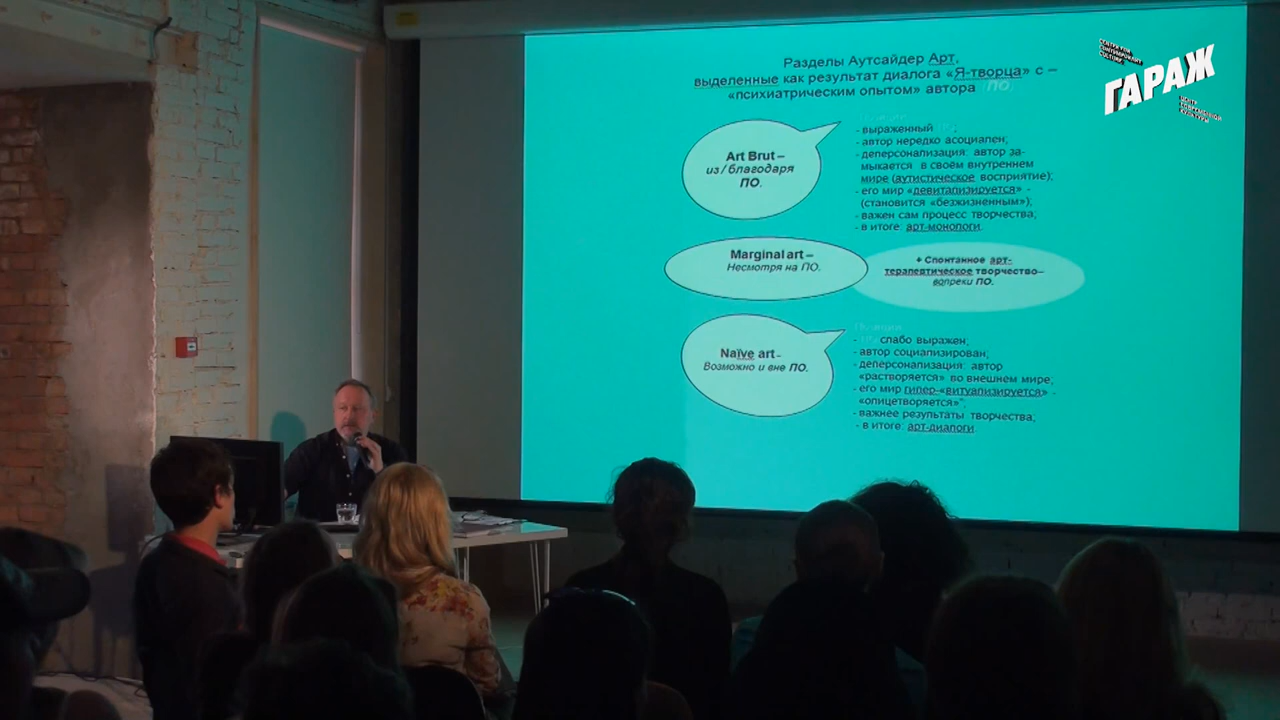 Разделы Аутсайдер Арт,
выделенные как результат диалога «Я-творца» с –
«психиатрическим опытом» автора (ПО)
ГАРАЖ
Art Brut –
из / благодаря
ПО.
- выраженный
- автор нередко асоциален;
- деперсонализация: автор за-
мыкается в своём внутреннем
мире (аутистическое восприятие);
- его мир «девитализируется» -
(становится «безжизненным»);
- важен сам процесс творчества;
- в итоге: арт-монологи.
Marginal art –
Несмотря на ПО.
+ Спонтанное арт-
терапевтическое творчество–
вопреки ПО.
Naïve art -
Возможно и вне ПО.
слабо выражен;
- автор социализирован;
- деперсонализация: автор
«растворяется» во внешнем мире;
- его мир гипер-«витуализируется» -
«олицетворяется»;
- важнее результаты творчества;
- в итоге: арт-диалоги.